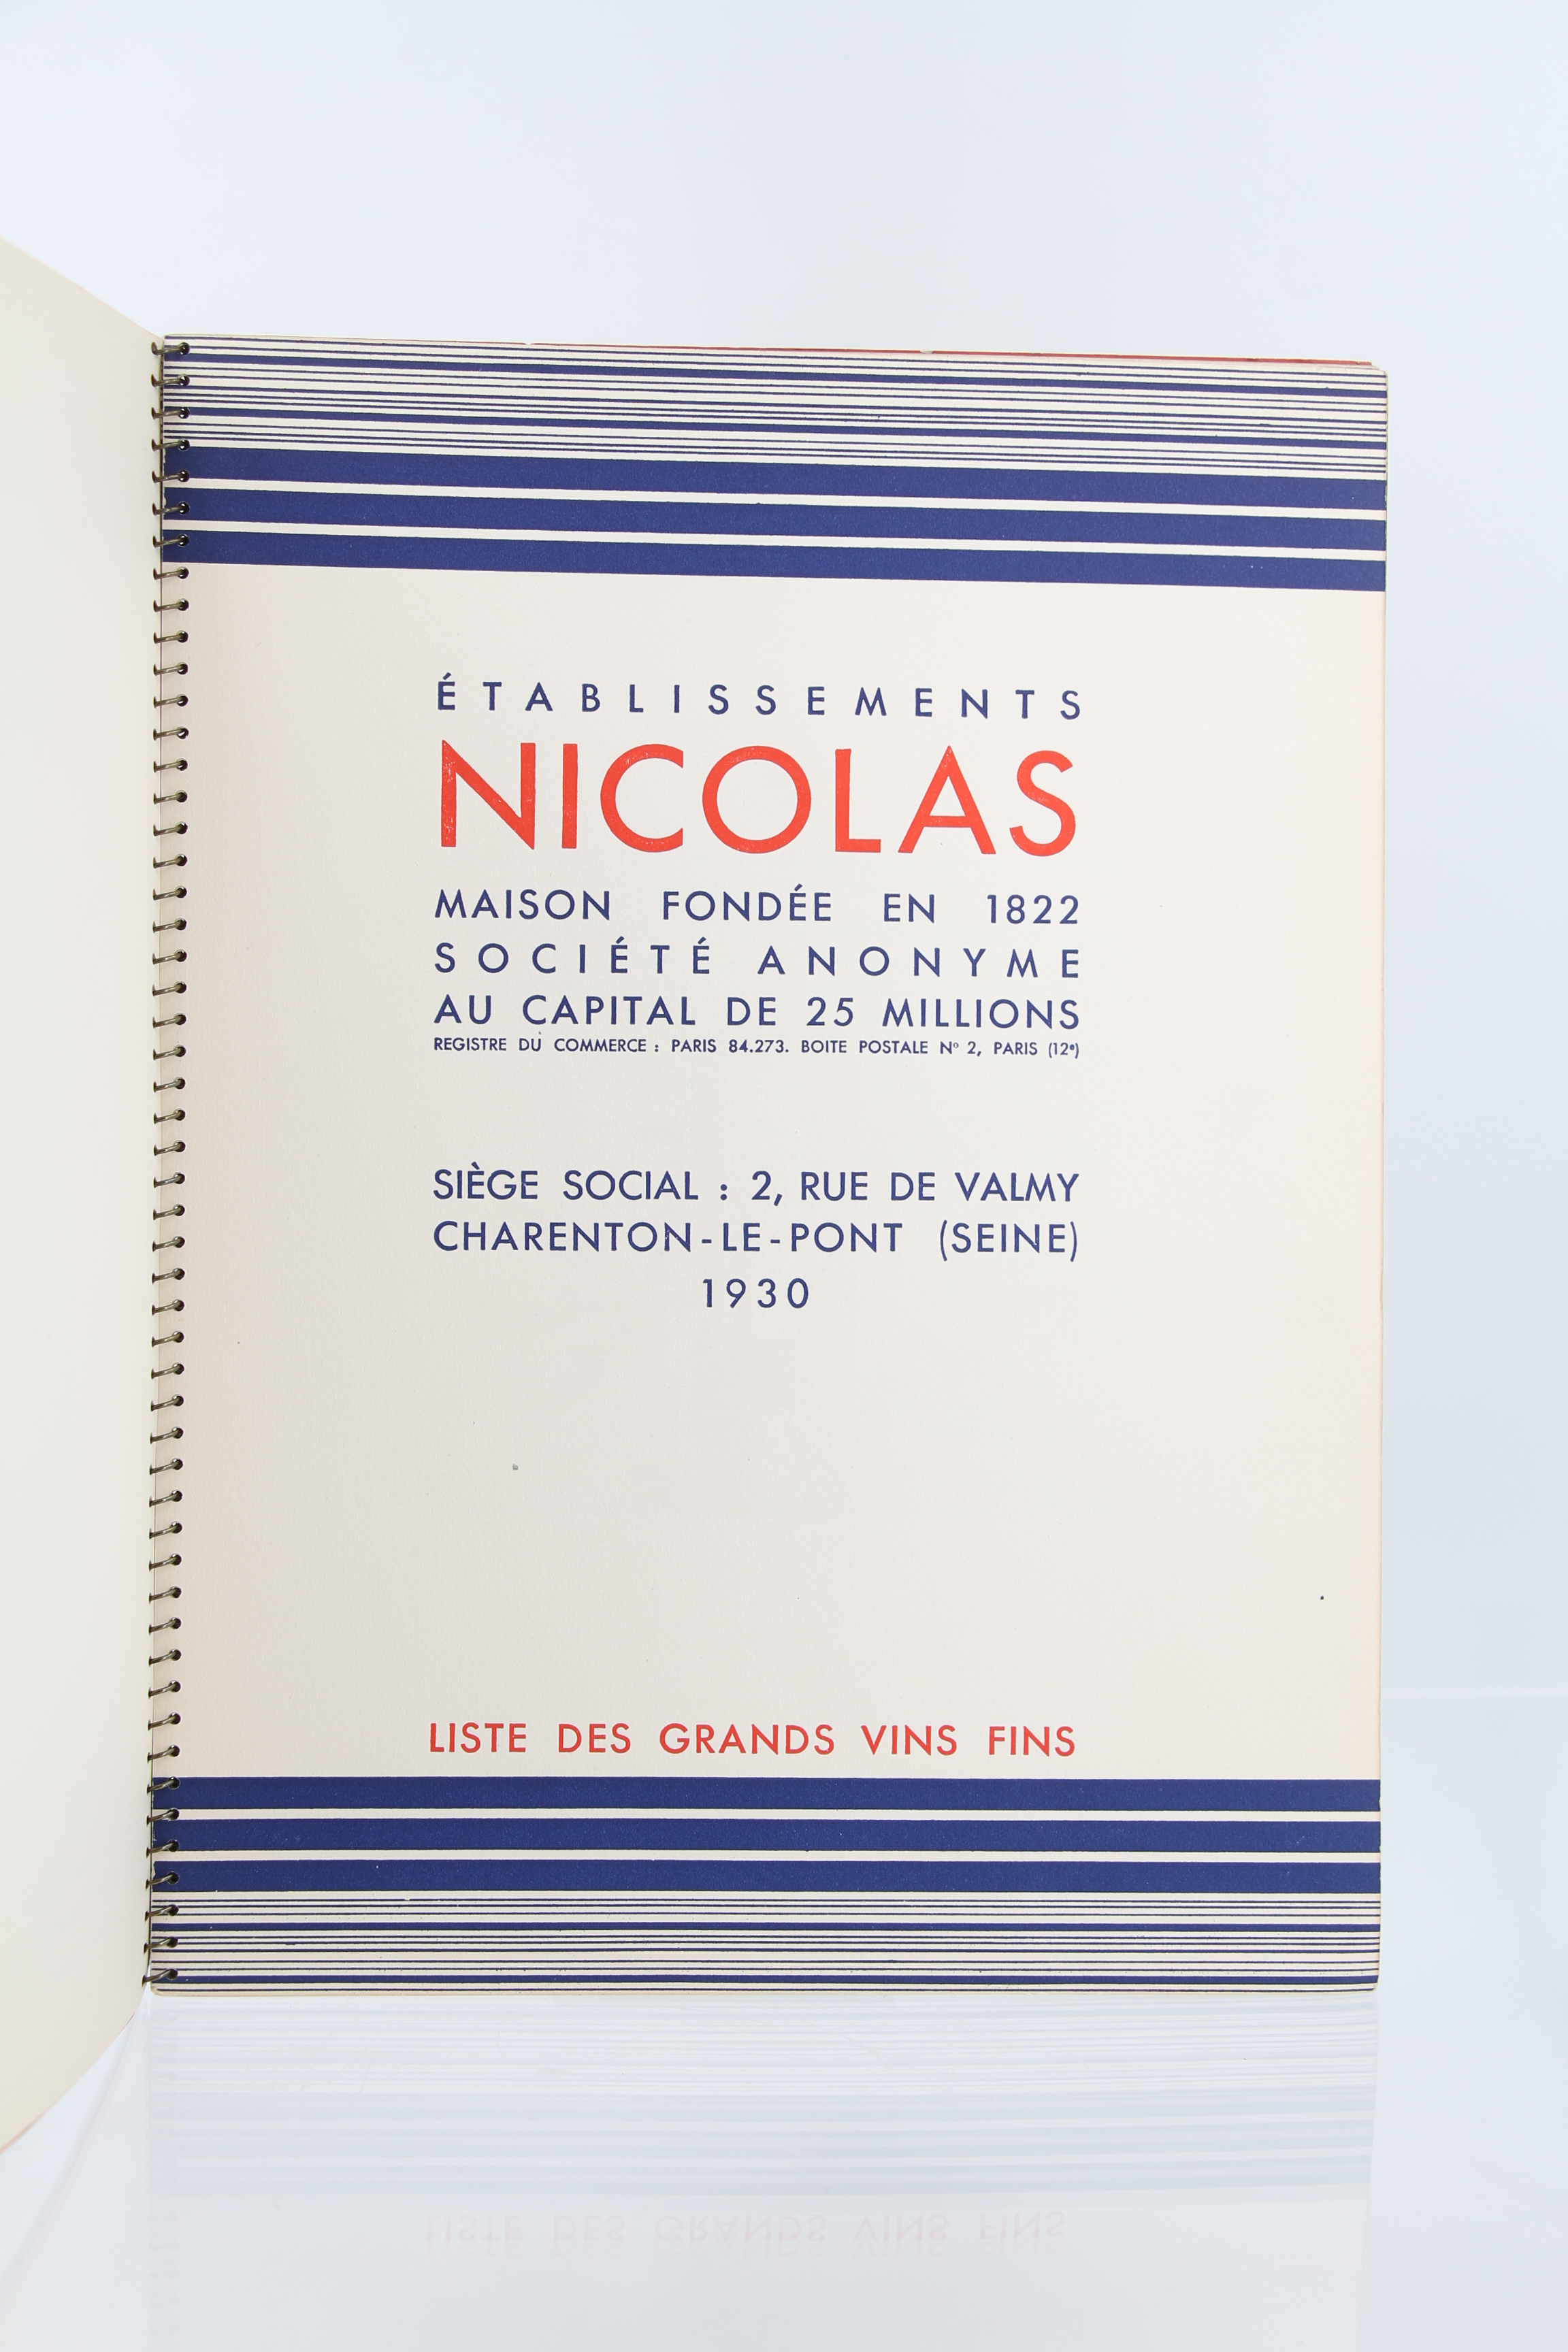 ÉTABLISSEMENTS
NICOLAS
MAISON FONDÉE EN 1822
SOCIÉTÉ ANONYME
AU CAPITAL DE 25 MILLIONS
REGISTRE DU COMMERCE : PARIS 84.273. BOITE POSTALE Nº 2, PARIS (12ᵉ)
SIÈGE SOCIAL : 2, RUE DE VALMY
CHARENTON-LE-PONT (SEINE)
1930
LISTE DES GRANDS VINS FINS